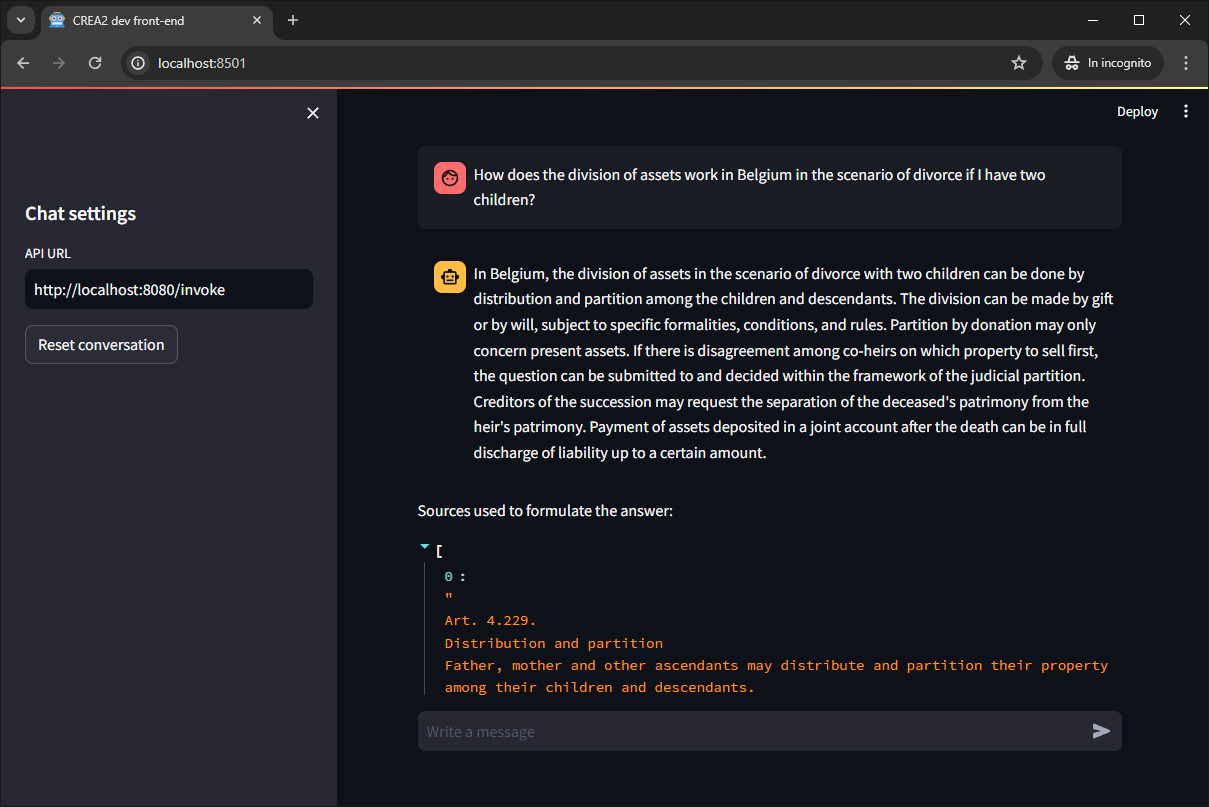 CREA2 dev front-end
localhost:8501
In incognito
Deploy
Chat settings
API URL
http://localhost:8080/invoke
Reset conversation
How does the division of assets work in Belgium in the scenario of divorce if I have two
children?
In Belgium, the division of assets in the scenario of divorce with two children can be done by
distribution and partition among the children and descendants. The division can be made by gift
or by will, subject to specific formalities, conditions, and rules. Partition by donation may only
concern present assets. If there is disagreement among co-heirs on which property to sell first,
the question can be submitted to and decided within the framework of the judicial partition.
Creditors of the succession may request the separation of the deceased's patrimony from the
heir's patrimony. Payment of assets deposited in a joint account after the death can be in full
discharge of liability up to a certain amount.
Sources used to formulate the answer:
[
0 :
"
Art. 4.229.
Distribution and partition
Father, mother and other ascendants may distribute and partition their property
among their children and descendants.
Write a message